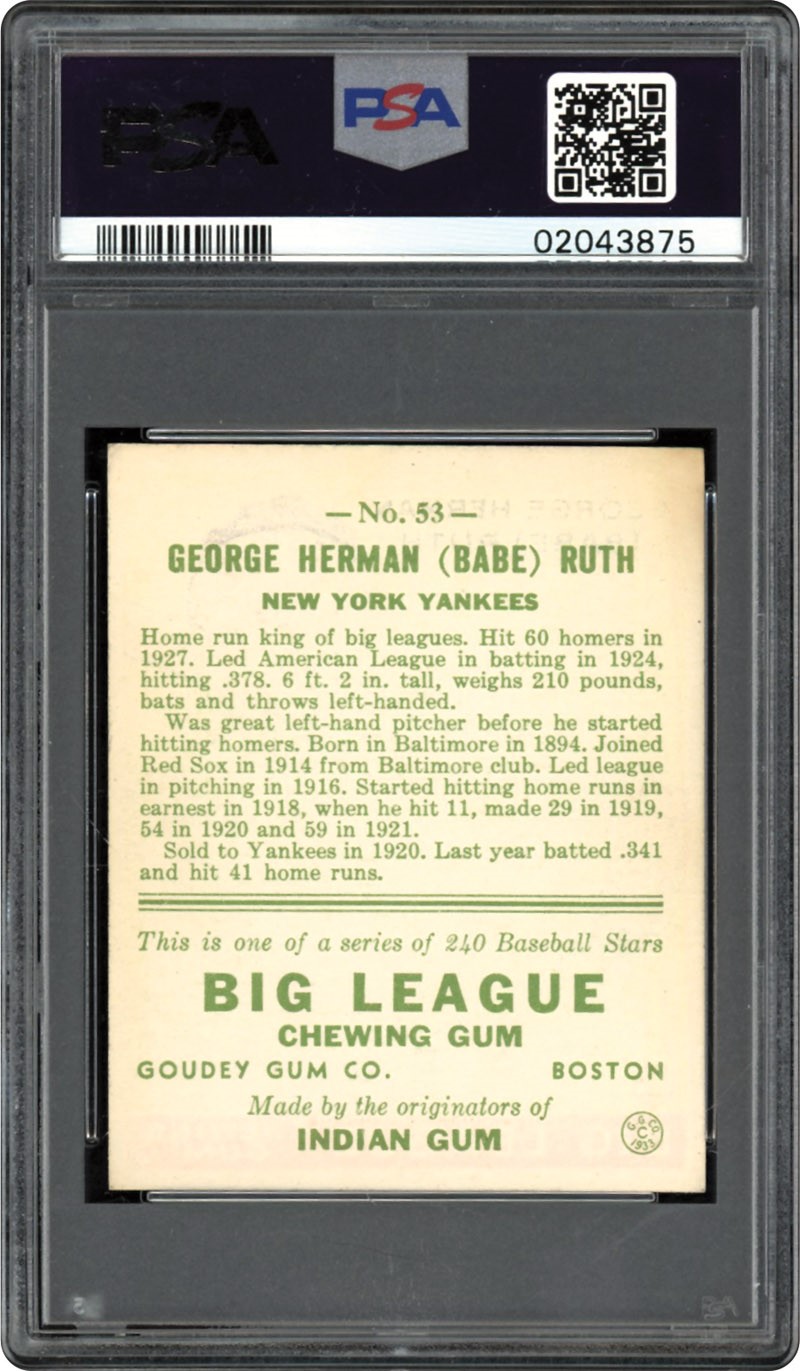 PSA
PSA
02043875
— No. 53 —
GEORGE HERMAN (BABE) RUTH
NEW YORK YANKEES
Home run king of big leagues. Hit 60 homers in
1927. Led American League in batting in 1924,
hitting .378. 6 ft. 2 in. tall, weighs 210 pounds,
bats and throws left-handed.
Was great left-hand pitcher before he started
hitting homers. Born in Baltimore in 1894. Joined
Red Sox in 1914 from Baltimore club. Led league
in pitching in 1916. Started hitting home runs in
earnest in 1918, when he hit 11, made 29 in 1919,
54 in 1920 and 59 in 1921.
Sold to Yankees in 1920. Last year batted .341
and hit 41 home runs.
This is one of a series of 240 Baseball Stars
BIG LEAGUE
CHEWING GUM
GOUDEY GUM CO. BOSTON
Made by the originators of
INDIAN GUM
G. G. CO.
C
1933
PSA